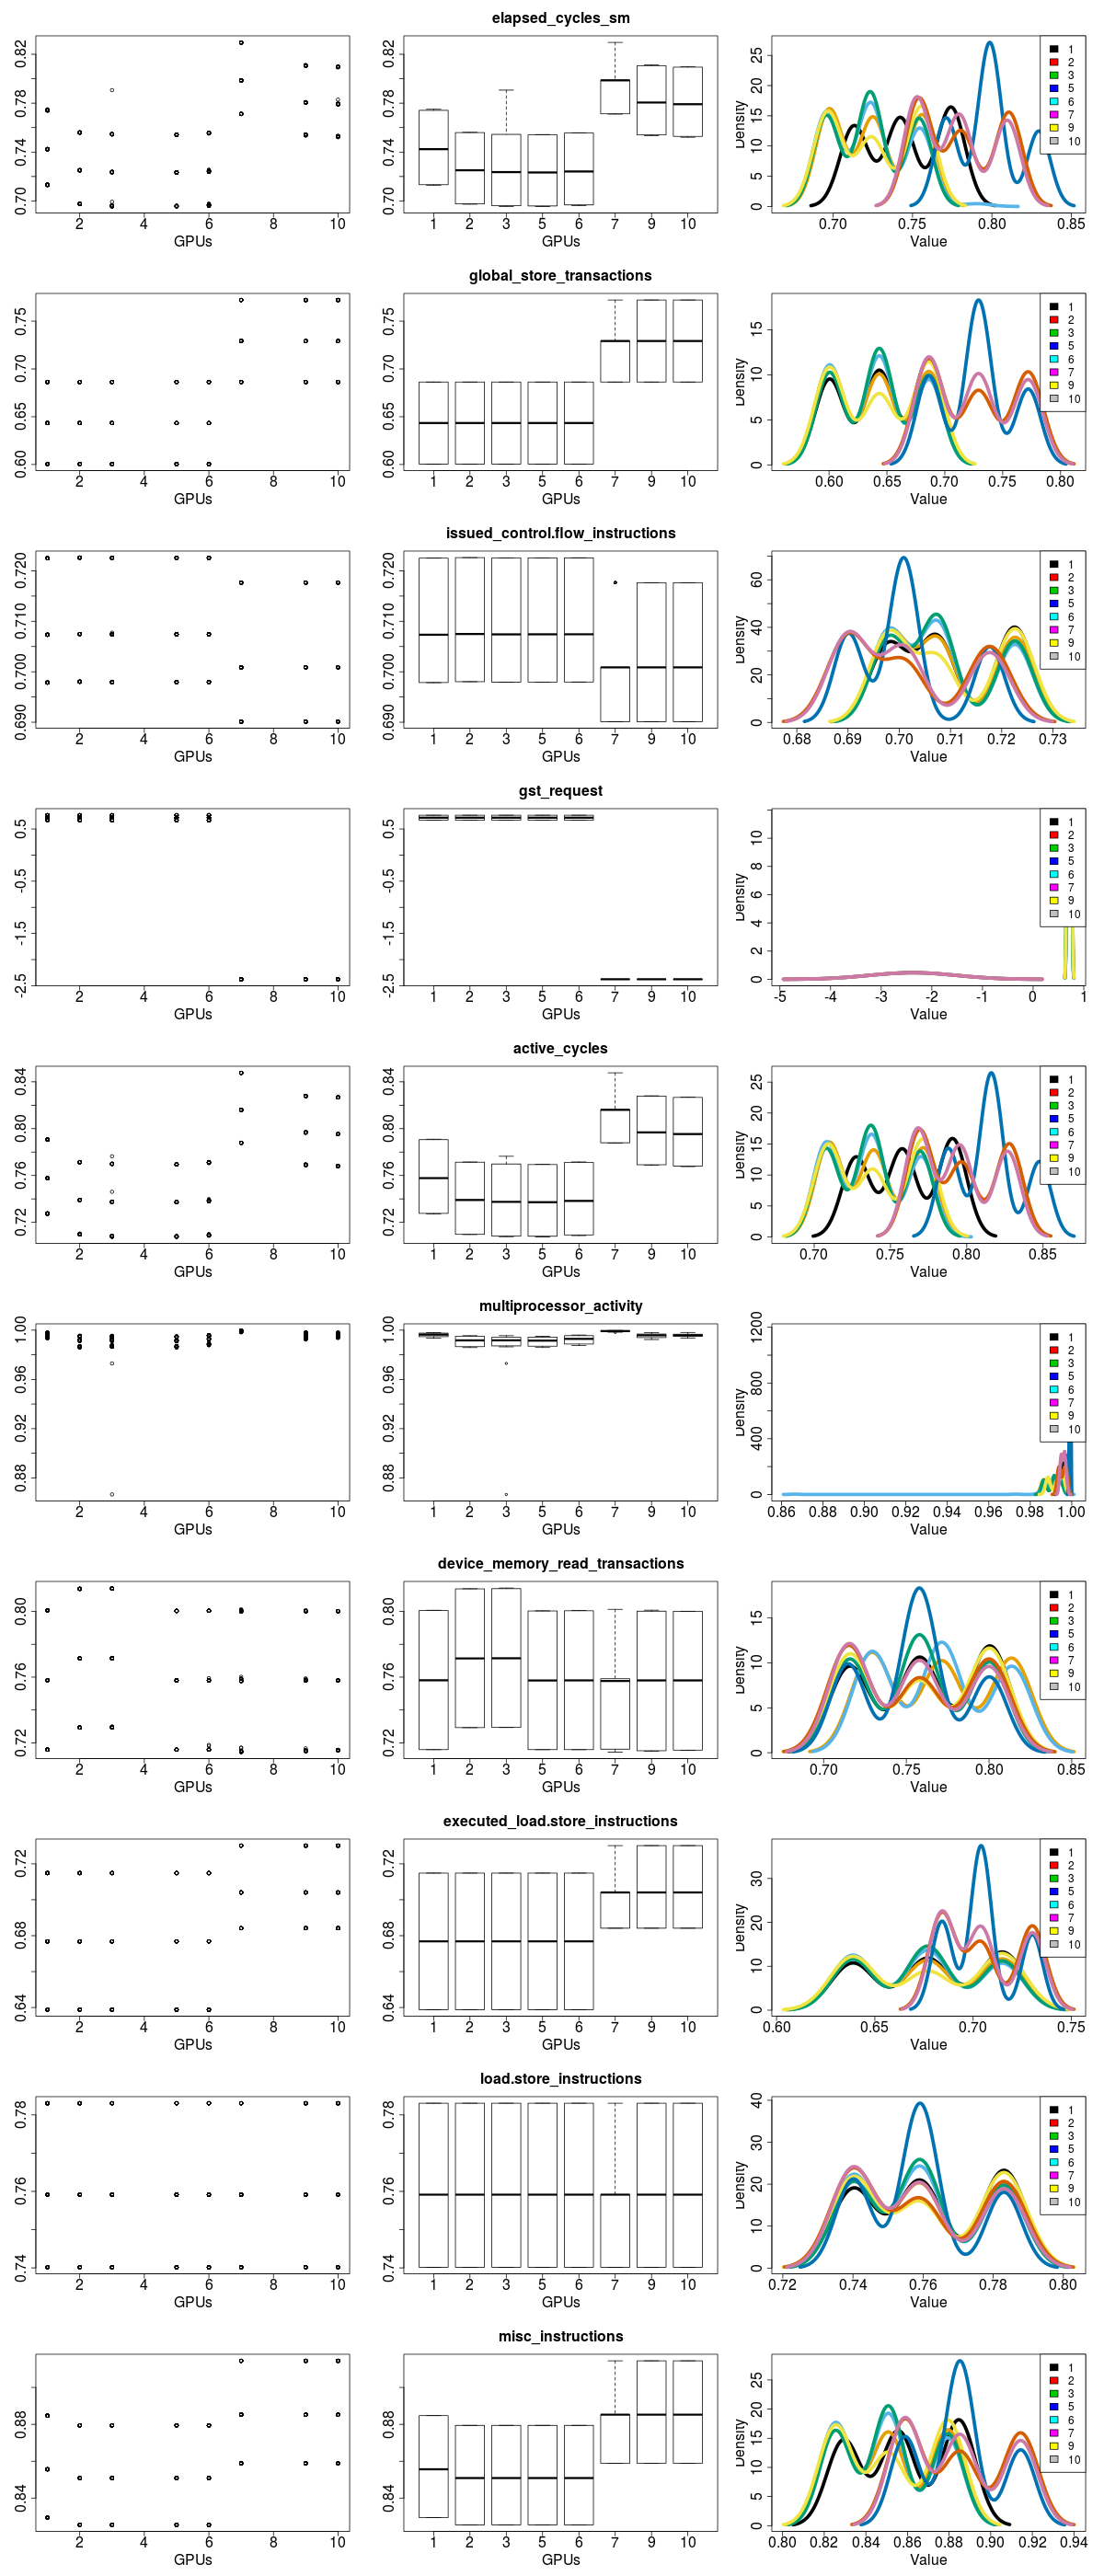 elapsed_cycles_sm
0.70 0.74 0.78 0.82
2 4 6 8 10
GPUs
0.70 0.74 0.78 0.82
1 2 3 5 6 7 9 10
GPUs
Density
0 5 10 15 20 25
0.70 0.75 0.80 0.85
Value
1
2
3
5
6
7
9
10
global_store_transactions
0.60 0.65 0.70 0.75
2 4 6 8 10
GPUs
0.60 0.65 0.70 0.75
1 2 3 5 6 7 9 10
GPUs
Density
0 5 10 15
0.60 0.65 0.70 0.75 0.80
Value
1
2
3
5
6
7
9
10
issued_control.flow_instructions
0.690 0.700 0.710 0.720
2 4 6 8 10
GPUs
0.690 0.700 0.710 0.720
1 2 3 5 6 7 9 10
GPUs
Density
0 20 40 60
0.68 0.69 0.70 0.71 0.72 0.73
Value
1
2
3
5
6
7
9
10
gst_request
-2.5 -1.5 -0.5 0.5
2 4 6 8 10
GPUs
-2.5 -1.5 -0.5 0.5
1 2 3 5 6 7 9 10
GPUs
Density
0 2 4 6 8 10
-5 -4 -3 -2 -1 0 1
Value
1
2
3
5
6
7
9
10
active_cycles
0.72 0.76 0.80 0.84
2 4 6 8 10
GPUs
0.72 0.76 0.80 0.84
1 2 3 5 6 7 9 10
GPUs
Density
0 5 10 15 20 25
0.70 0.75 0.80 0.85
Value
1
2
3
5
6
7
9
10
multiprocessor_activity
0.88 0.92 0.96 1.00
2 4 6 8 10
GPUs
0.88 0.92 0.96 1.00
1 2 3 5 6 7 9 10
GPUs
Density
0 400 800 1200
0.86 0.88 0.90 0.92 0.94 0.96 0.98 1.00
Value
1
2
3
5
6
7
9
10
device_memory_read_transactions
0.72 0.76 0.80
2 4 6 8 10
GPUs
0.72 0.76 0.80
1 2 3 5 6 7 9 10
GPUs
Density
0 5 10 15
0.70 0.75 0.80 0.85
Value
1
2
3
5
6
7
9
10
executed_load.store_instructions
0.64 0.68 0.72
2 4 6 8 10
GPUs
0.64 0.68 0.72
1 2 3 5 6 7 9 10
GPUs
Density
0 10 20 30
0.60 0.65 0.70 0.75
Value
1
2
3
5
6
7
9
10
load.store_instructions
0.74 0.76 0.78
2 4 6 8 10
GPUs
0.74 0.76 0.78
1 2 3 5 6 7 9 10
GPUs
Density
0 10 20 30 40
0.72 0.74 0.76 0.78 0.80
Value
1
2
3
5
6
7
9
10
misc_instructions
0.84 0.88
2 4 6 8 10
GPUs
0.84 0.88
1 2 3 5 6 7 9 10
GPUs
Density
0 5 10 15 20 25
0.80 0.82 0.84 0.86 0.88 0.90 0.92 0.94
Value
1
2
3
5
6
7
9
10